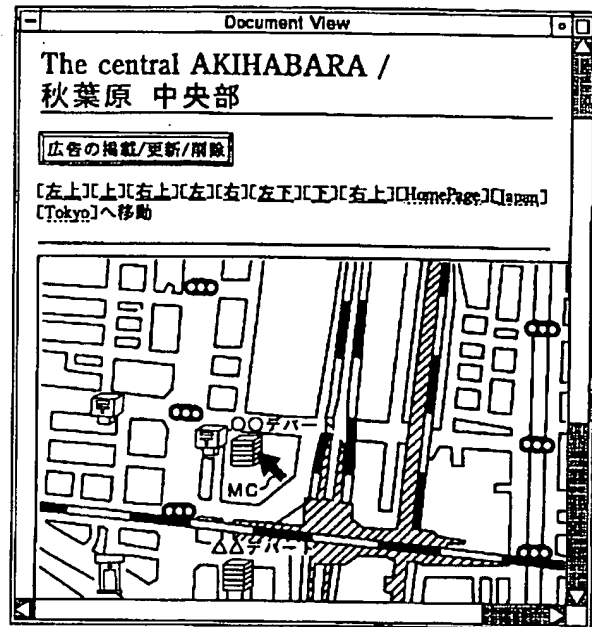 Document View
The central AKIHABARA /
秋葉原 中央部
広告の掲載/更新/削除
[左上][上][右上][左][右][左下][下][右上][HomePage][Japan]
[Tokyo]へ移動
○○デパー
MC
△△デパート